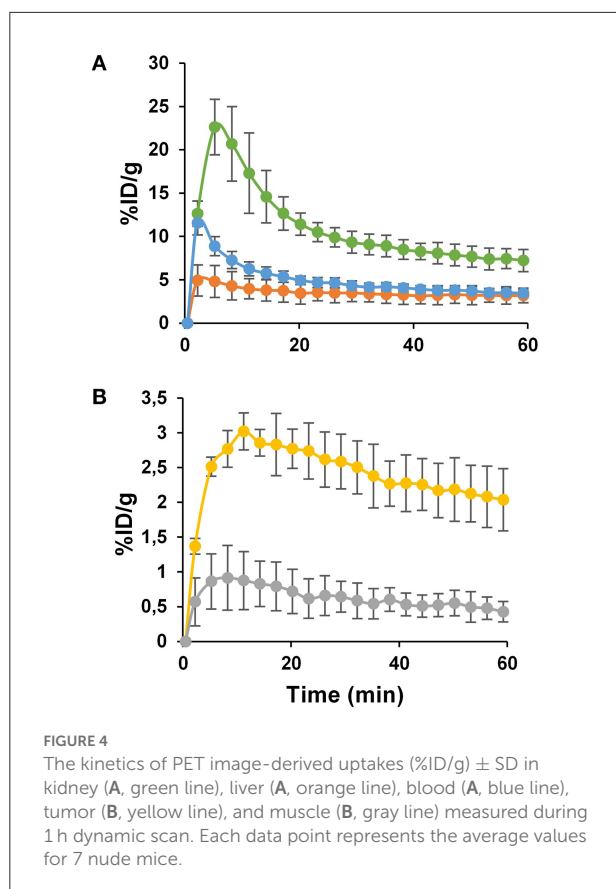 A
30
25
20
15
10
5
0
%ID/g
0 20 40 60
B
3,5
3
2,5
2
1,5
1
0,5
0
%ID/g
0 20 40 60
Time (min)
FIGURE 4
The kinetics of PET image-derived uptakes (%ID/g) ± SD in
kidney (A, green line), liver (A, orange line), blood (A, blue line),
tumor (B, yellow line), and muscle (B, gray line) measured during
1 h dynamic scan. Each data point represents the average values
for 7 nude mice.